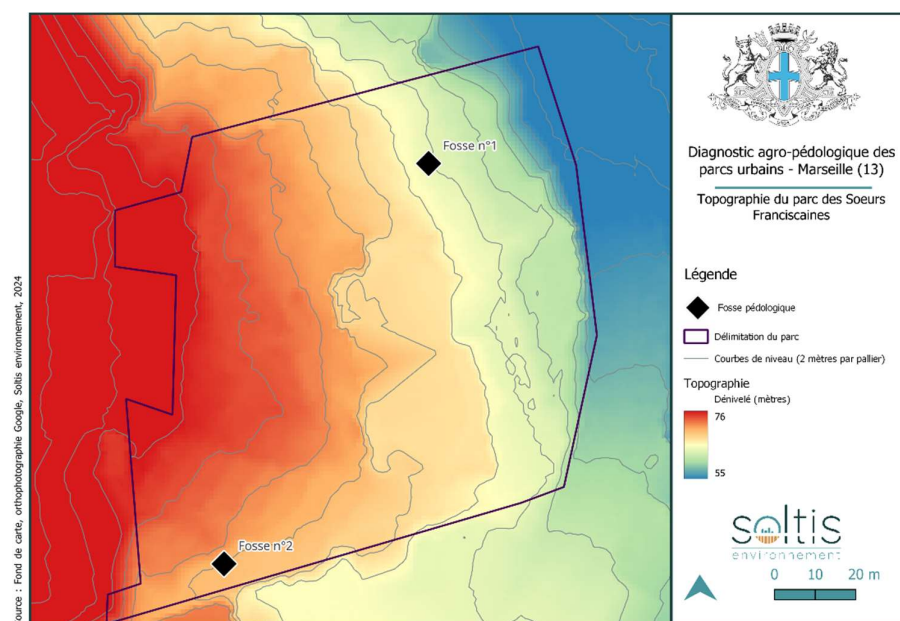 Fosse n°1
Fosse n°2
ource : Fond de carte, orthophotographie Google, Soltis environnement, 2024
Diagnostic agro-pédologique des
parcs urbains - Marseille (13)
Topographie du parc des Soeurs
Franciscaines
Légende
Fosse pédologique
Délimitation du parc
Courbes de niveau (2 mètres par pallier)
Topographie
Dénivelé (mètres)
76
55
soltis
environnement
0 10 20 m